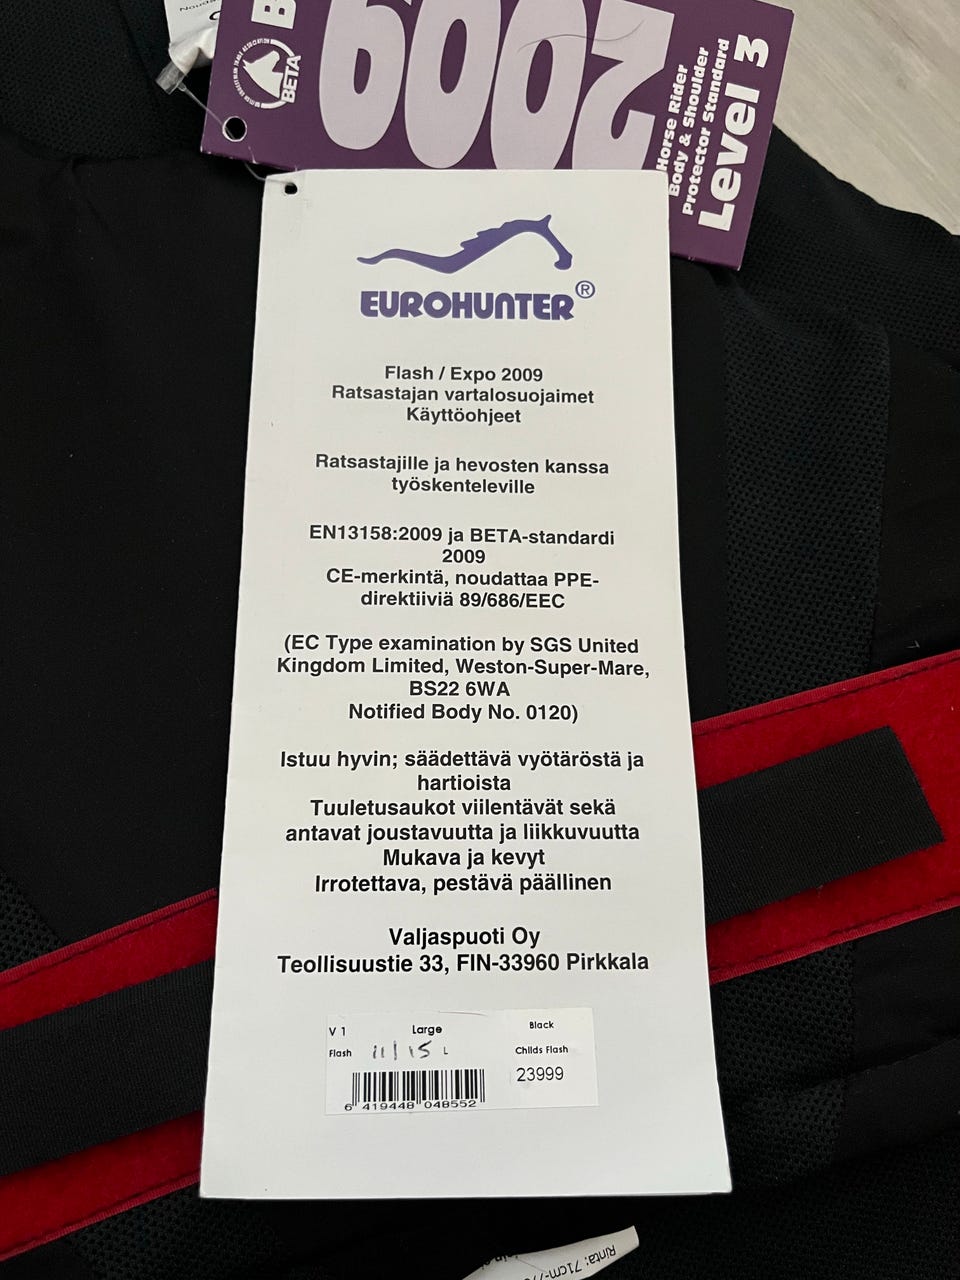 2009
BETA
Horse Rider
Body & Shoulder
Protector Standard
Level 3
EUROHUNTER®
Flash / Expo 2009
Ratsastajan vartalosuojaimet
Käyttöohjeet
Ratsastajille ja hevosten kanssa
työskenteleville
EN13158:2009 ja BETA-standardi
2009
CE-merkintä, noudattaa PPE-
direktiiviä 89/686/EEC
(EC Type examination by SGS United
Kingdom Limited, Weston-Super-Mare,
BS22 6WA
Notified Body No. 0120)
Istuu hyvin; säädettävä vyötäröstä ja
hartioista
Tuuletusaukot viilentävät sekä
antavat joustavuutta ja liikkuvuutta
Mukava ja kevyt
Irrotettava, pestävä päällinen
Valjaspuoti Oy
Teollisuustie 33, FIN-33960 Pirkkala
V 1 Large Black
Flash 11/15 L Childs Flash
23999
6 419448 048552
Rinta: 71cm-7